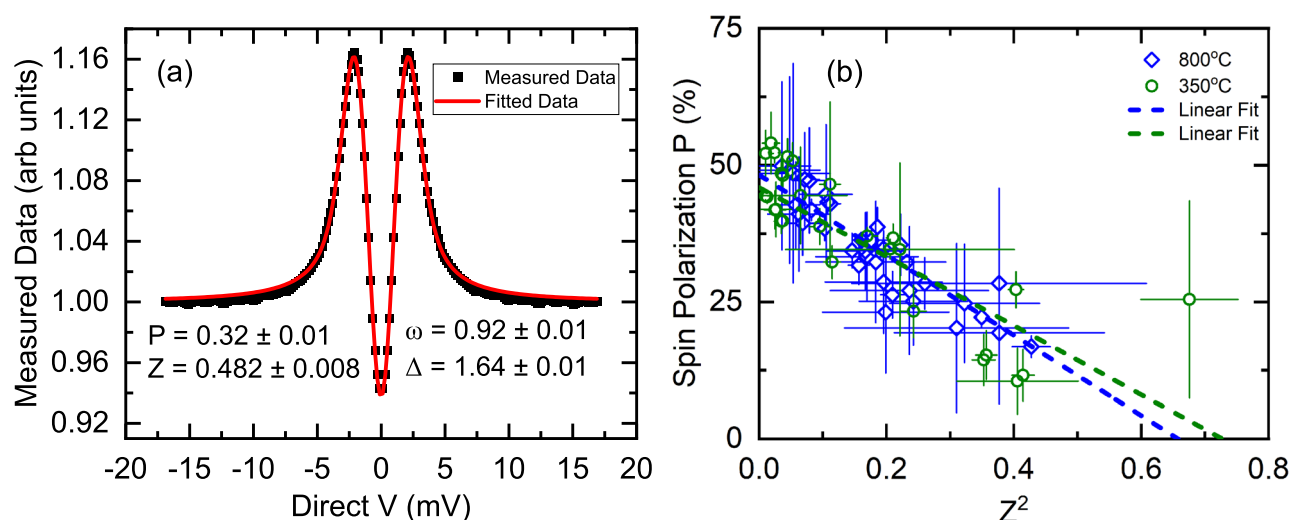 Measured Data (arb units)
1.16
1.12
1.08
1.04
1.00
0.96
0.92
(a)
Measured Data
Fitted Data
P = 0.32 ± 0.01
ω = 0.92 ± 0.01
Z = 0.482 ± 0.008
Δ = 1.64 ± 0.01
-20 -15 -10 -5 0 5 10 15 20
Direct V (mV)
Spin Polarization P (%)
75
50
25
0
(b)
800°C
350°C
Linear Fit
Linear Fit
0.0 0.2 0.4 0.6 0.8
Z²